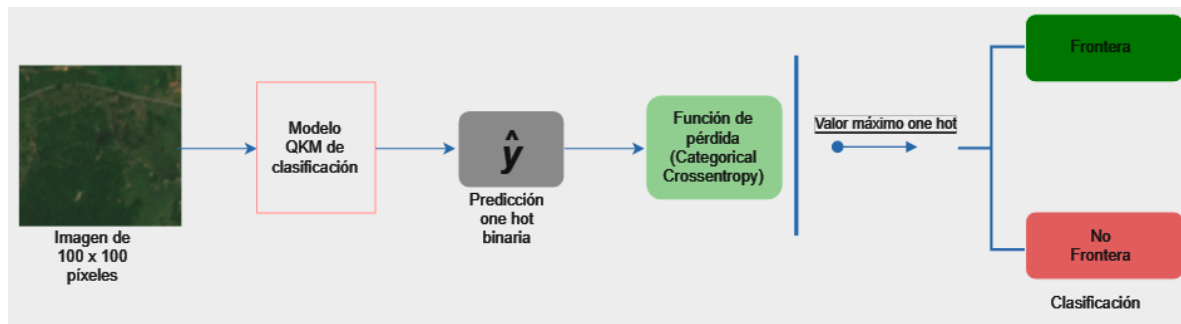 Imagen de
100 x 100
píxeles
Modelo
QKM de
clasificación
ŷ
Predicción
one hot
binaria
Función de
pérdida
(Categorical
Crossentropy)
Valor máximo one hot
Frontera
No
Frontera
Clasificación